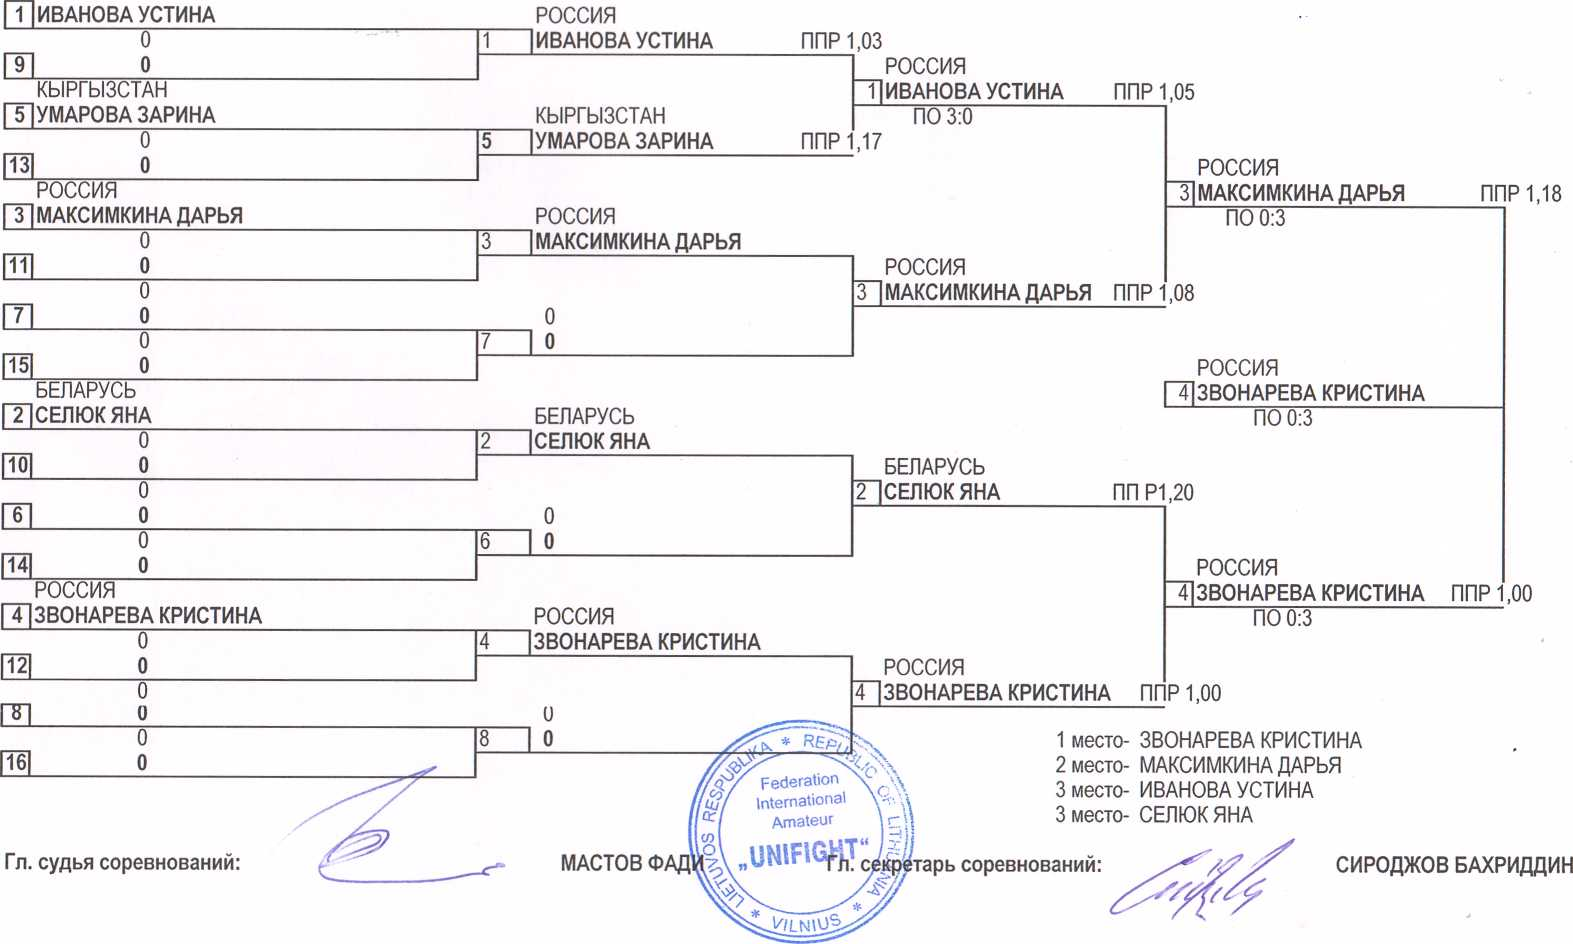 1 ИВАНОВА УСТИНА
0
9 0
КЫРГЫЗСТАН
5 УМАРОВА ЗАРИНА
0
13 0
РОССИЯ
3 МАКСИМКИНА ДАРЬЯ
0
11 0
0
7 0
0
15 0
БЕЛАРУСЬ
2 СЕЛЮК ЯНА
0
10 0
0
6 0
0
14 0
РОССИЯ
4 ЗВОНАРЕВА КРИСТИНА
0
12 0
0
8 0
0
16 0
РОССИЯ
1 ИВАНОВА УСТИНА ППР 1,03
КЫРГЫЗСТАН
5 УМАРОВА ЗАРИНА ППР 1,17
РОССИЯ
3 МАКСИМКИНА ДАРЬЯ
0
7 0
БЕЛАРУСЬ
2 СЕЛЮК ЯНА
0
6 0
РОССИЯ
4 ЗВОНАРЕВА КРИСТИНА
0
8 0
РОССИЯ
1 ИВАНОВА УСТИНА ППР 1,05
ПО 3:0
РОССИЯ
3 МАКСИМКИНА ДАРЬЯ ППР 1,08
БЕЛАРУСЬ
2 СЕЛЮК ЯНА ПП Р1,20
РОССИЯ
4 ЗВОНАРЕВА КРИСТИНА ППР 1,00
РОССИЯ
3 МАКСИМКИНА ДАРЬЯ ППР 1,18
ПО 0:3
РОССИЯ
4 ЗВОНАРЕВА КРИСТИНА
ПО 0:3
РОССИЯ
4 ЗВОНАРЕВА КРИСТИНА ППР 1,00
ПО 0:3
1 место- ЗВОНАРЕВА КРИСТИНА
2 место- МАКСИМКИНА ДАРЬЯ
3 место- ИВАНОВА УСТИНА
3 место- СЕЛЮК ЯНА
LIETUVOS RESPUBLIKA * REPUBLIC OF LITHUANIA * VILNIUS *
Federation
International
Amateur
„UNIFIGHT“
Гл. судья соревнований: МАСТОВ ФАДИ Гл. секретарь соревнований: СИРОДЖОВ БАХРИДДИН